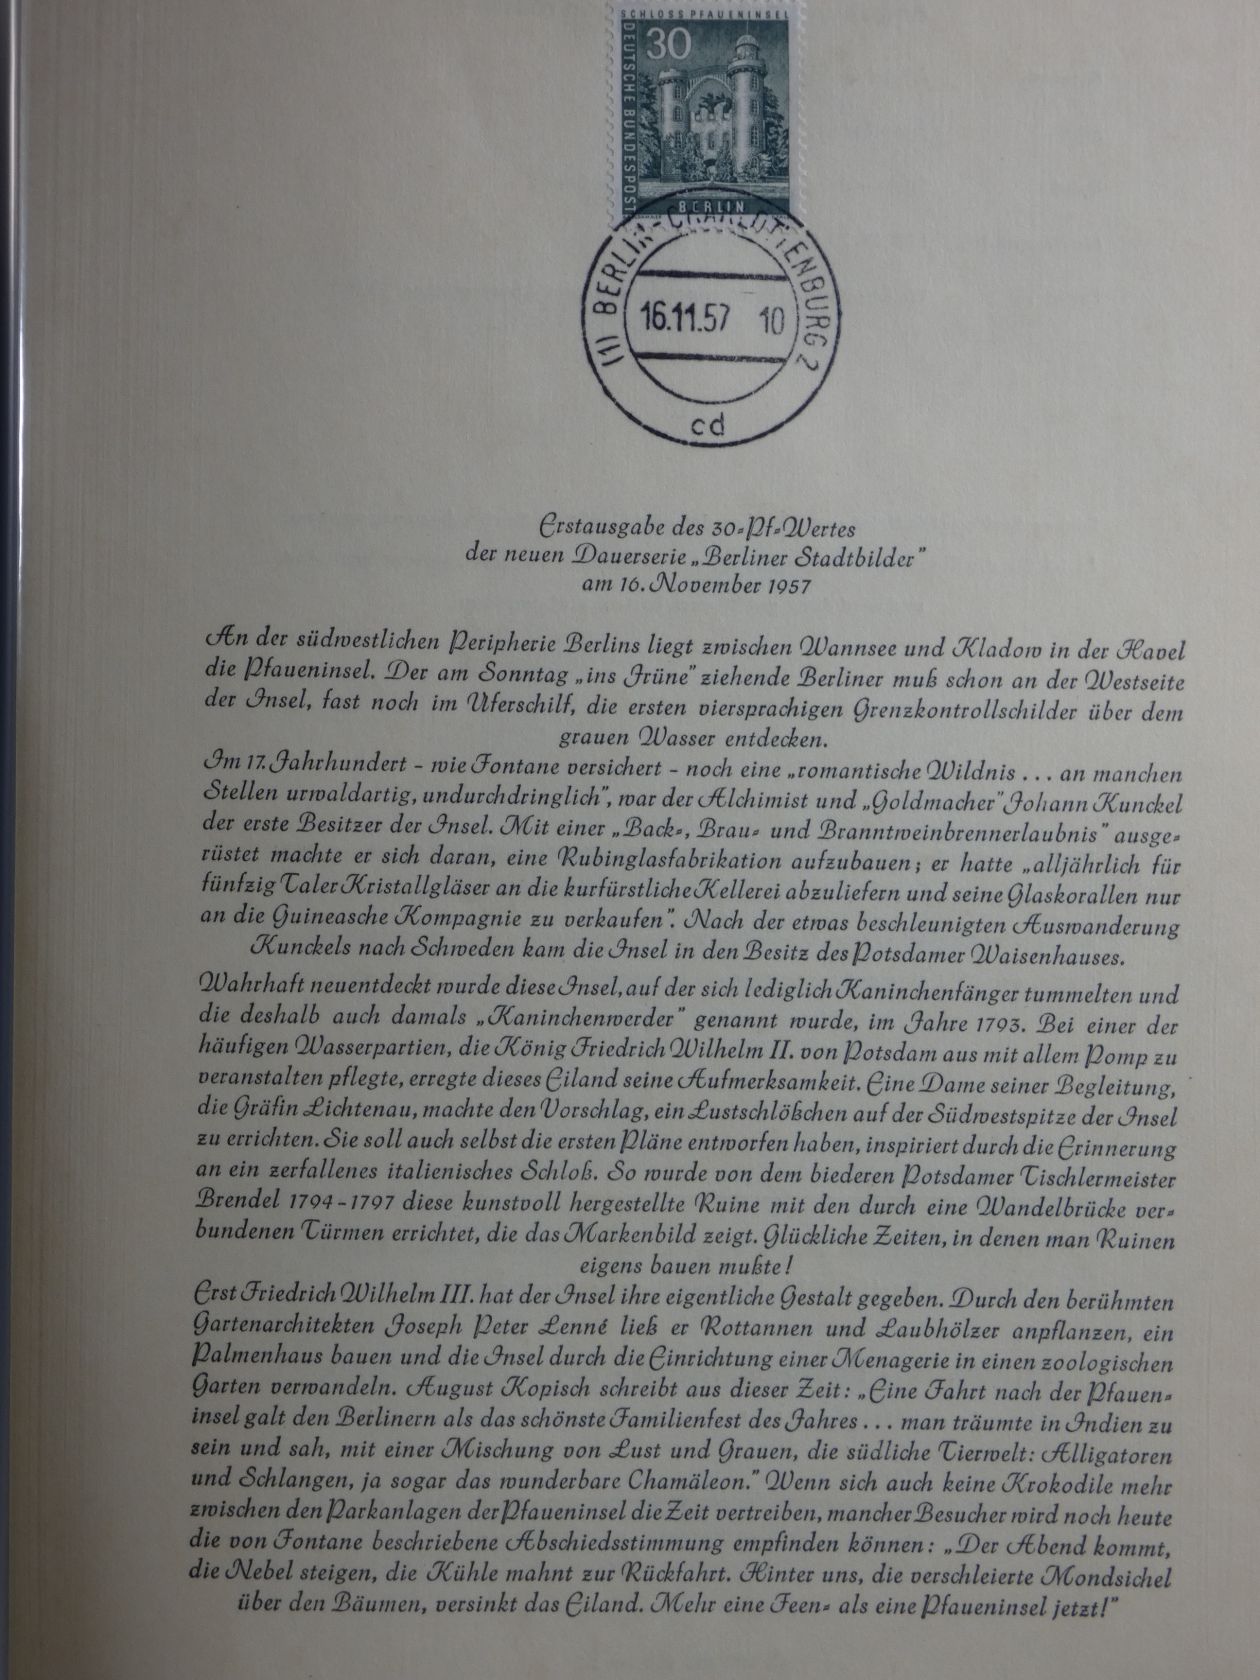 SCHLOSS PFAUENINSEL
30
DEUTSCHE BUNDESPOST
BERLIN
(1) BERLIN-CHARLOTTENBURG 2
16.11.57 10
cd
Erstausgabe des 30-Pf-Wertes
der neuen Dauerserie „Berliner Stadtbilder”
am 16. November 1957
An der südwestlichen Peripherie Berlins liegt zwischen Wannsee und Kladow in der Havel
die Pfaueninsel. Der am Sonntag „ins Jrüne” ziehende Berliner muß schon an der Westseite
der Insel, fast noch im Uferschilf, die ersten viersprachigen Grenzkontrollschilder über dem
grauen Wasser entdecken.
Im 17. Jahrhundert - wie Fontane versichert - noch eine „romantische Wildnis ... an manchen
Stellen urwaldartig, undurchdringlich”, war der Alchimist und „Goldmacher” Johann Kunckel
der erste Besitzer der Insel. Mit einer „Back-, Brau- und Branntweinbrennerlaubnis” ausge-
rüstet machte er sich daran, eine Rubinglasfabrikation aufzubauen; er hatte „alljährlich für
fünfzig Taler Kristallgläser an die kurfürstliche Kellerei abzuliefern und seine Glaskorallen nur
an die Guineasche Kompagnie zu verkaufen”. Nach der etwas beschleunigten Auswanderung
Kunckels nach Schweden kam die Insel in den Besitz des Potsdamer Waisenhauses.
Wahrhaft neuentdeckt wurde diese Insel, auf der sich lediglich Kaninchenfänger tummelten und
die deshalb auch damals „Kaninchenwerder” genannt wurde, im Jahre 1793. Bei einer der
häufigen Wasserpartien, die König Friedrich Wilhelm II. von Potsdam aus mit allem Pomp zu
veranstalten pflegte, erregte dieses Eiland seine Aufmerksamkeit. Eine Dame seiner Begleitung,
die Gräfin Lichtenau, machte den Vorschlag, ein Lustschlößchen auf der Südwestspitze der Insel
zu errichten. Sie soll auch selbst die ersten Pläne entworfen haben, inspiriert durch die Erinnerung
an ein zerfallenes italienisches Schloß. So wurde von dem biederen Potsdamer Tischlermeister
Brendel 1794-1797 diese kunstvoll hergestellte Ruine mit den durch eine Wandelbrücke ver-
bundenen Türmen errichtet, die das Markenbild zeigt. Glückliche Zeiten, in denen man Ruinen
eigens bauen mußte!
Erst Friedrich Wilhelm III. hat der Insel ihre eigentliche Gestalt gegeben. Durch den berühmten
Gartenarchitekten Joseph Peter Lenné ließ er Rottannen und Laubhölzer anpflanzen, ein
Palmenhaus bauen und die Insel durch die Einrichtung einer Menagerie in einen zoologischen
Garten verwandeln. August Kopisch schreibt aus dieser Zeit: „Eine Fahrt nach der Pfauen-
insel galt den Berlinern als das schönste Familienfest des Jahres ... man träumte in Indien zu
sein und sah, mit einer Mischung von Lust und Grauen, die südliche Tierwelt: Alligatoren
und Schlangen, ja sogar das wunderbare Chamäleon.” Wenn sich auch keine Krokodile mehr
zwischen den Parkanlagen der Pfaueninsel die Zeit vertreiben, mancher Besucher wird noch heute
die von Fontane beschriebene Abschiedsstimmung empfinden können: „Der Abend kommt,
die Nebel steigen, die Kühle mahnt zur Rückfahrt. Hinter uns, die verschleierte Mondsichel
über den Bäumen, versinkt das Eiland. Mehr eine Feen- als eine Pfaueninsel jetzt!”